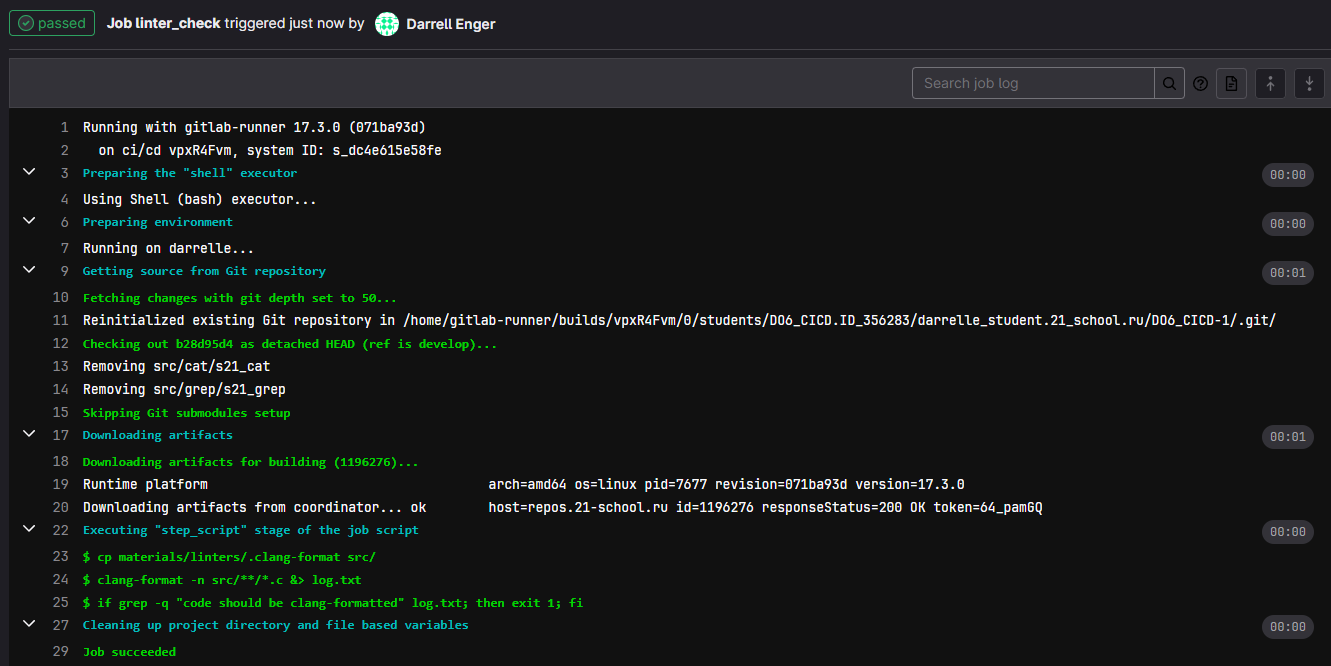 passed Job linter_check triggered just now by Darrell Enger
Search job log
1 Running with gitlab-runner 17.3.0 (071ba93d)
2 on ci/cd vpxR4Fvm, system ID: s_dc4e615e58fe
3 Preparing the "shell" executor 00:00
4 Using Shell (bash) executor...
6 Preparing environment 00:00
7 Running on darrelle...
9 Getting source from Git repository 00:01
10 Fetching changes with git depth set to 50...
11 Reinitialized existing Git repository in /home/gitlab-runner/builds/vpxR4Fvm/0/students/DO6_CICD.ID_356283/darrelle_student.21_school.ru/DO6_CICD-1/.git/
12 Checking out b28d95d4 as detached HEAD (ref is develop)...
13 Removing src/cat/s21_cat
14 Removing src/grep/s21_grep
15 Skipping Git submodules setup
17 Downloading artifacts 00:01
18 Downloading artifacts for building (1196276)...
19 Runtime platform arch=amd64 os=linux pid=7677 revision=071ba93d version=17.3.0
20 Downloading artifacts from coordinator... ok host=repos.21-school.ru id=1196276 responseStatus=200 OK token=64_pamGQ
22 Executing "step_script" stage of the job script 00:00
23 $ cp materials/linters/.clang-format src/
24 $ clang-format -n src/**/*.c &> log.txt
25 $ if grep -q "code should be clang-formatted" log.txt; then exit 1; fi
27 Cleaning up project directory and file based variables 00:00
29 Job succeeded